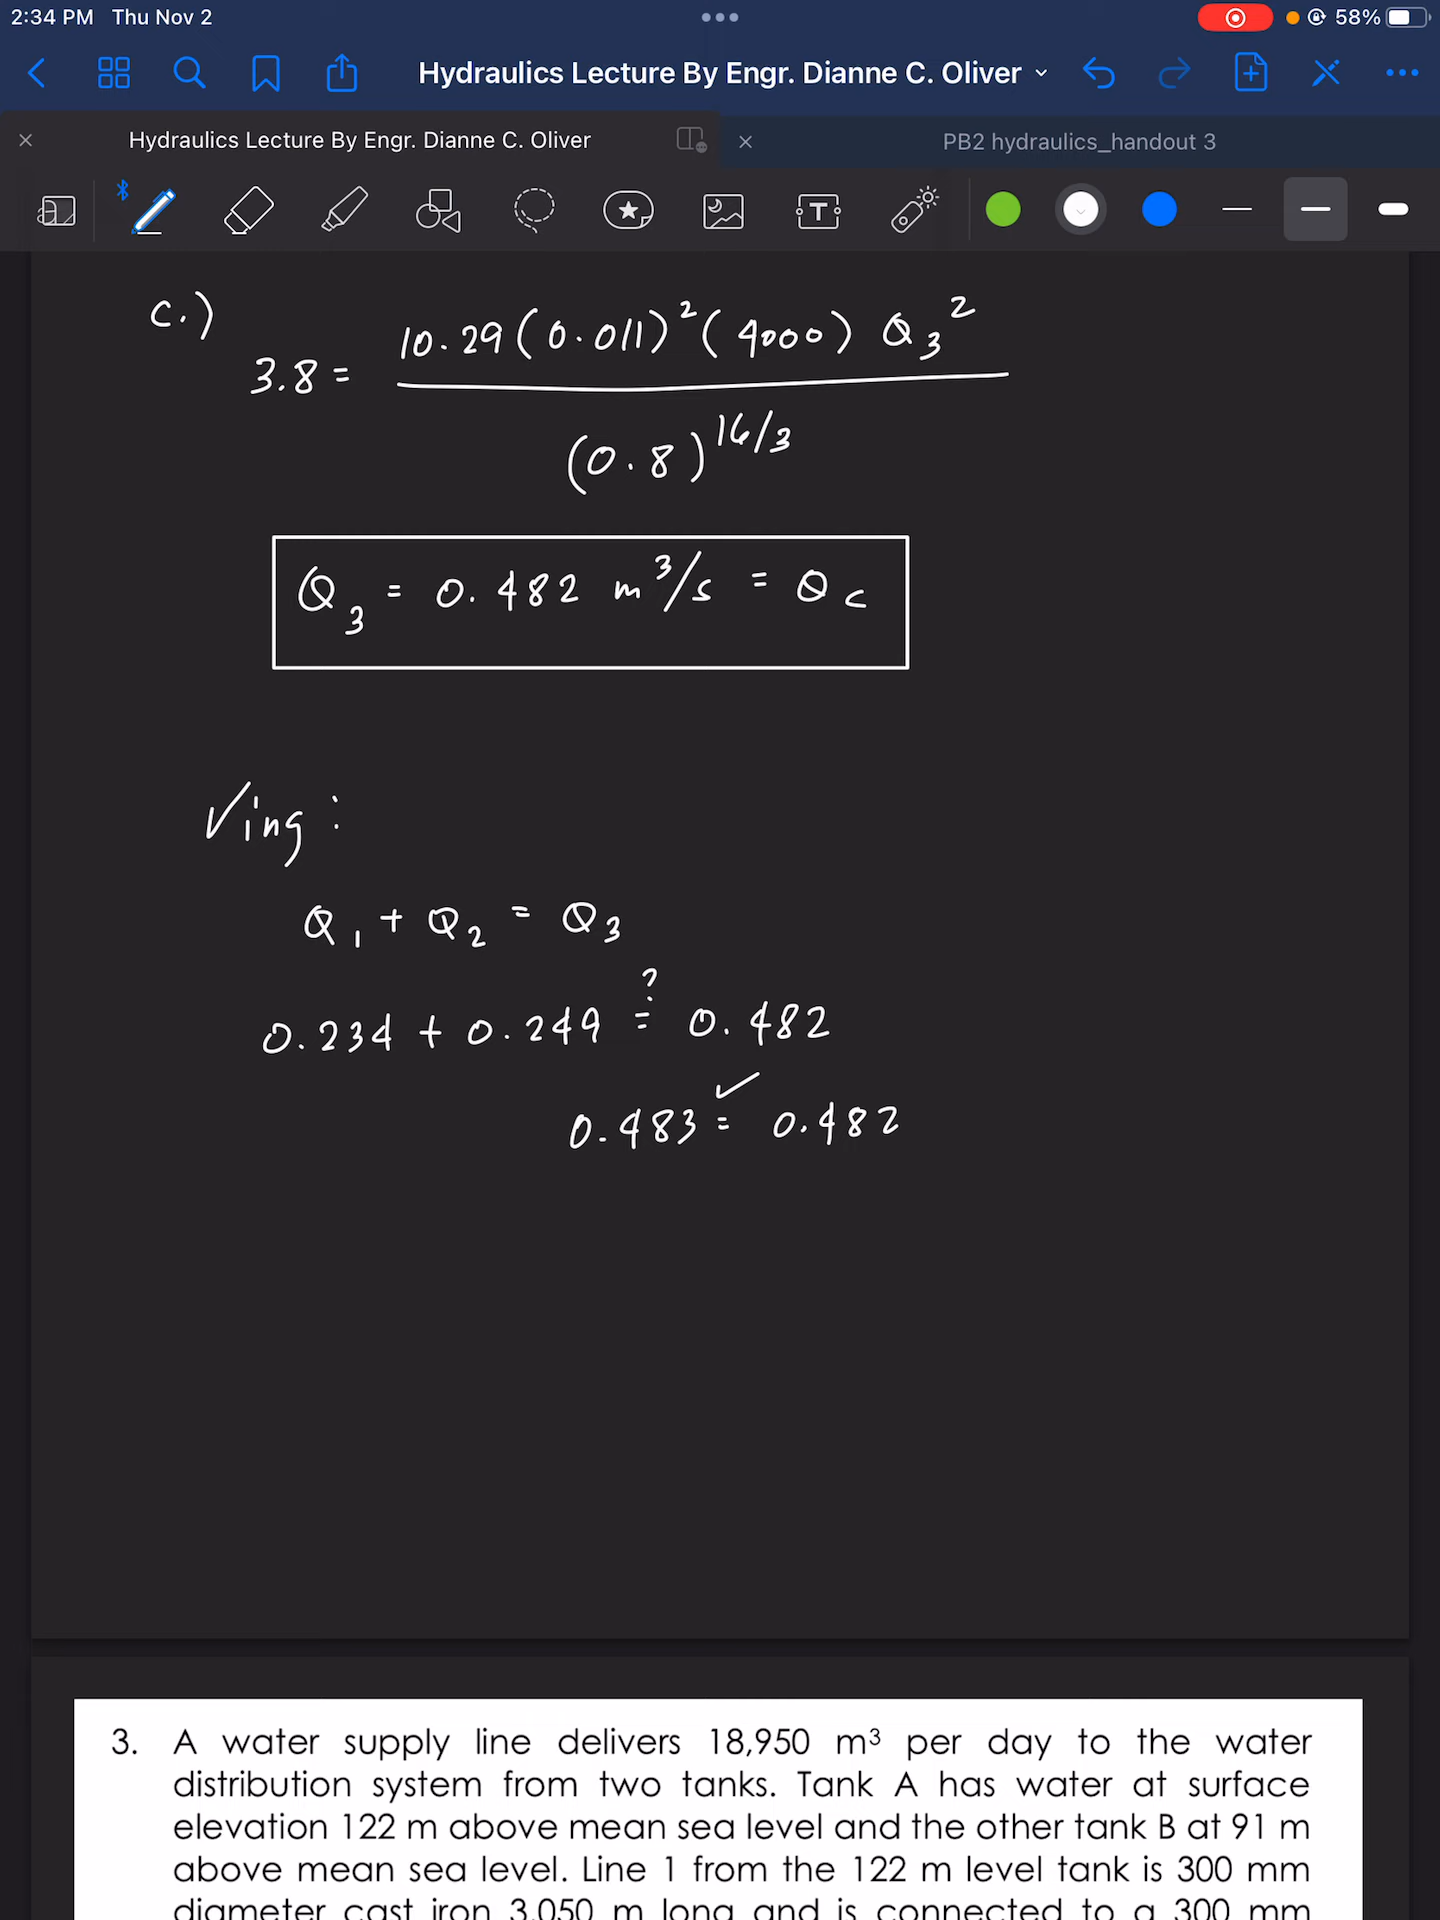 2:34 PM Thu Nov 2
58%
Hydraulics Lecture By Engr. Dianne C. Oliver
Hydraulics Lecture By Engr. Dianne C. Oliver
PB2 hydraulics_handout 3
c.)
3.8 = 10.29(0.011)²(4000) Q₃² / (0.8)^16/3
Q₃ = 0.482 m³/s = Qc
√ing :
Q₁ + Q₂ = Q₃
?
0.234 + 0.249 = 0.482
✓
0.483 = 0.482
3. A water supply line delivers 18,950 m3 per day to the water
distribution system from two tanks. Tank A has water at surface
elevation 122 m above mean sea level and the other tank B at 91 m
above mean sea level. Line 1 from the 122 m level tank is 300 mm
diameter cast iron 3,050 m long and is connected to a 300 mm